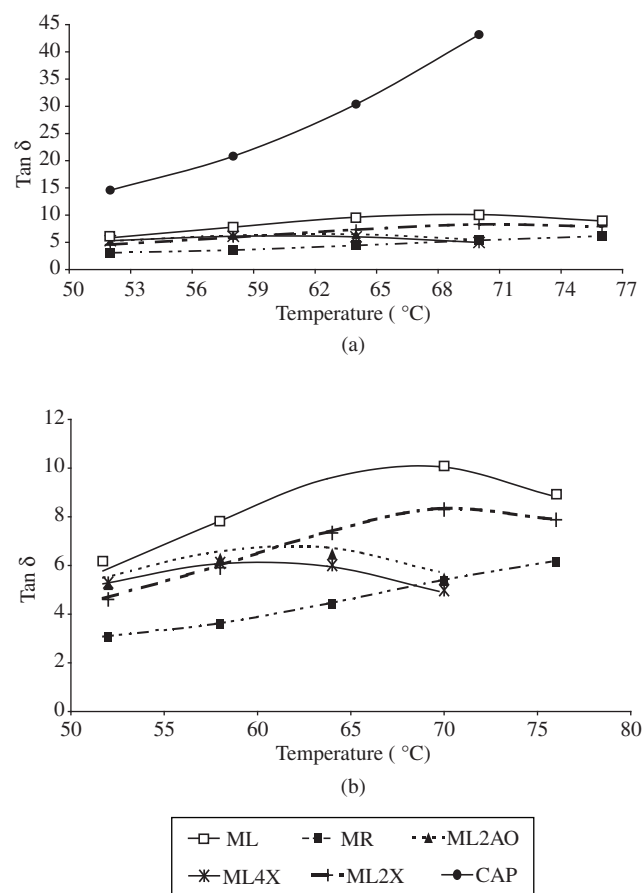 45
40
35
30
25
20
15
10
5
0
Tan δ
50 53 56 59 62 65 68 71 74 77
Temperature ( °C)
(a)
12
10
8
6
4
2
0
Tan δ
50 55 60 65 70 75 80
Temperature ( °C)
(b)
ML MR ML2AO
ML4X ML2X CAP